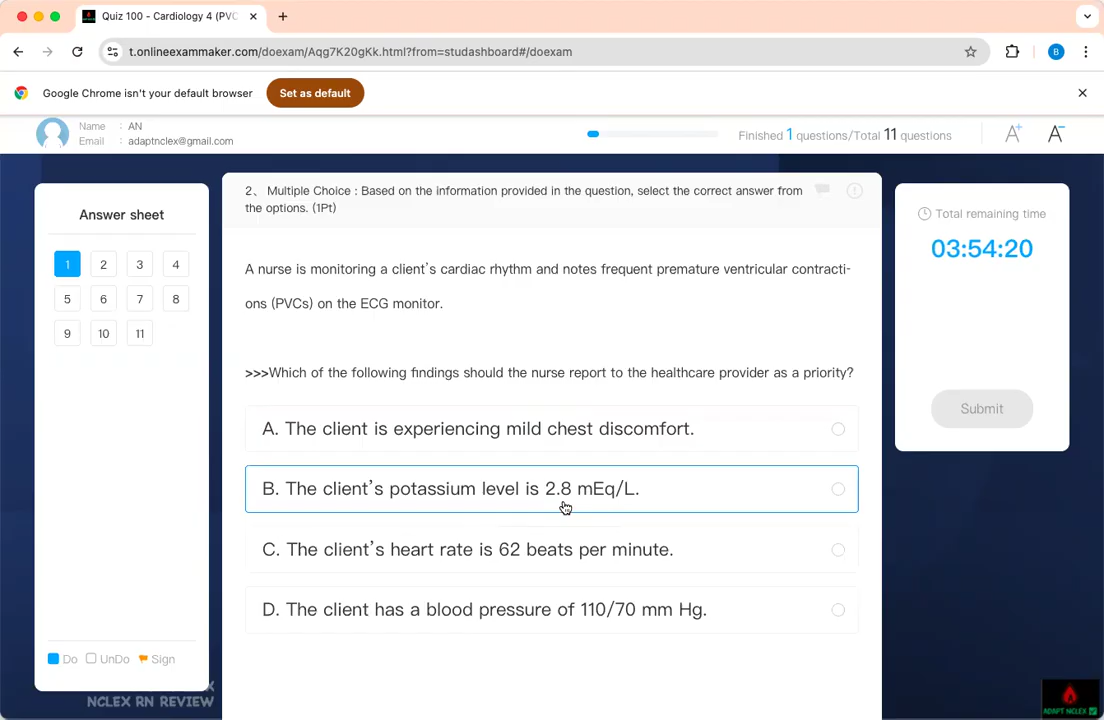 Quiz 100 - Cardiology 4 (PVC
t.onlineexammaker.com/doexam/Aqg7K20gKk.html?from=studashboard#/doexam
B
Google Chrome isn't your default browser
Set as default
Name : AN
Email : adaptnclex@gmail.com
Finished 1 questions/Total 11 questions
A+ A-
Answer sheet
1 2 3 4
5 6 7 8
9 10 11
Do UnDo Sign
NCLEX RN REVIEW
2、 Multiple Choice : Based on the information provided in the question, select the correct answer from
the options. (1Pt)
A nurse is monitoring a client's cardiac rhythm and notes frequent premature ventricular contracti-
ons (PVCs) on the ECG monitor.
>>>Which of the following findings should the nurse report to the healthcare provider as a priority?
A. The client is experiencing mild chest discomfort.
B. The client's potassium level is 2.8 mEq/L.
C. The client's heart rate is 62 beats per minute.
D. The client has a blood pressure of 110/70 mm Hg.
Total remaining time
03:54:20
Submit
ADAPT NCLEX